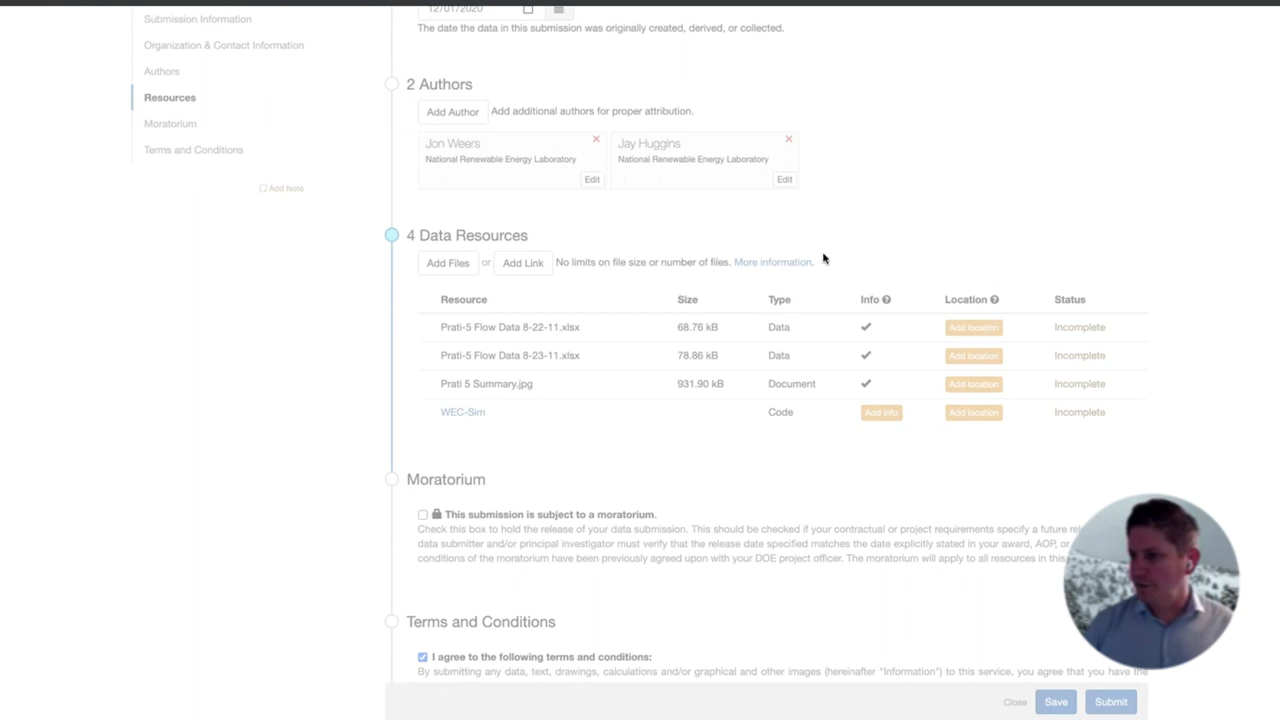 Submission Information
Organization & Contact Information
Authors
Resources
Moratorium
Terms and Conditions
Add Note
12/01/2020
The date the data in this submission was originally created, derived, or collected.
2 Authors
Add Author Add additional authors for proper attribution.
Jon Weers × Jay Huggins ×
National Renewable Energy Laboratory National Renewable Energy Laboratory
Edit Edit
4 Data Resources
Add Files or Add Link No limits on file size or number of files. More information.
Resource Size Type Info Location Status
Prati-5 Flow Data 8-22-11.xlsx 68.76 kB Data ✔ Add location Incomplete
Prati-5 Flow Data 8-23-11.xlsx 78.86 kB Data ✔ Add location Incomplete
Prati 5 Summary.jpg 931.90 kB Document ✔ Add location Incomplete
WEC-Sim Code Add info Add location Incomplete
Moratorium
This submission is subject to a moratorium.
Check this box to hold the release of your data submission. This should be checked if your contractual or project requirements specify a future
data submitter and/or principal investigator must verify that the release date specified matches the date explicitly stated in your award, AOP, or
conditions of the moratorium have been previously agreed upon with your DOE project officer. The moratorium will apply to all resources in this
Terms and Conditions
I agree to the following terms and conditions:
By submitting any data, text, drawings, calculations and/or graphical and other images (hereinafter "Information") to this service, you agree that you have the
Close Save Submit